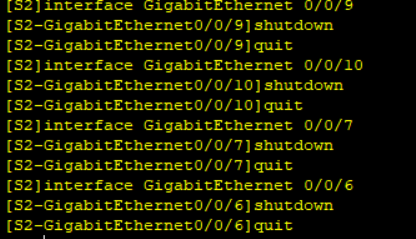 [S2]interface GigabitEthernet 0/0/9
[S2-GigabitEthernet0/0/9]shutdown
[S2-GigabitEthernet0/0/9]quit
[S2]interface GigabitEthernet 0/0/10
[S2-GigabitEthernet0/0/10]shutdown
[S2-GigabitEthernet0/0/10]quit
[S2]interface GigabitEthernet 0/0/7
[S2-GigabitEthernet0/0/7]shutdown
[S2-GigabitEthernet0/0/7]quit
[S2]interface GigabitEthernet 0/0/6
[S2-GigabitEthernet0/0/6]shutdown
[S2-GigabitEthernet0/0/6]quit